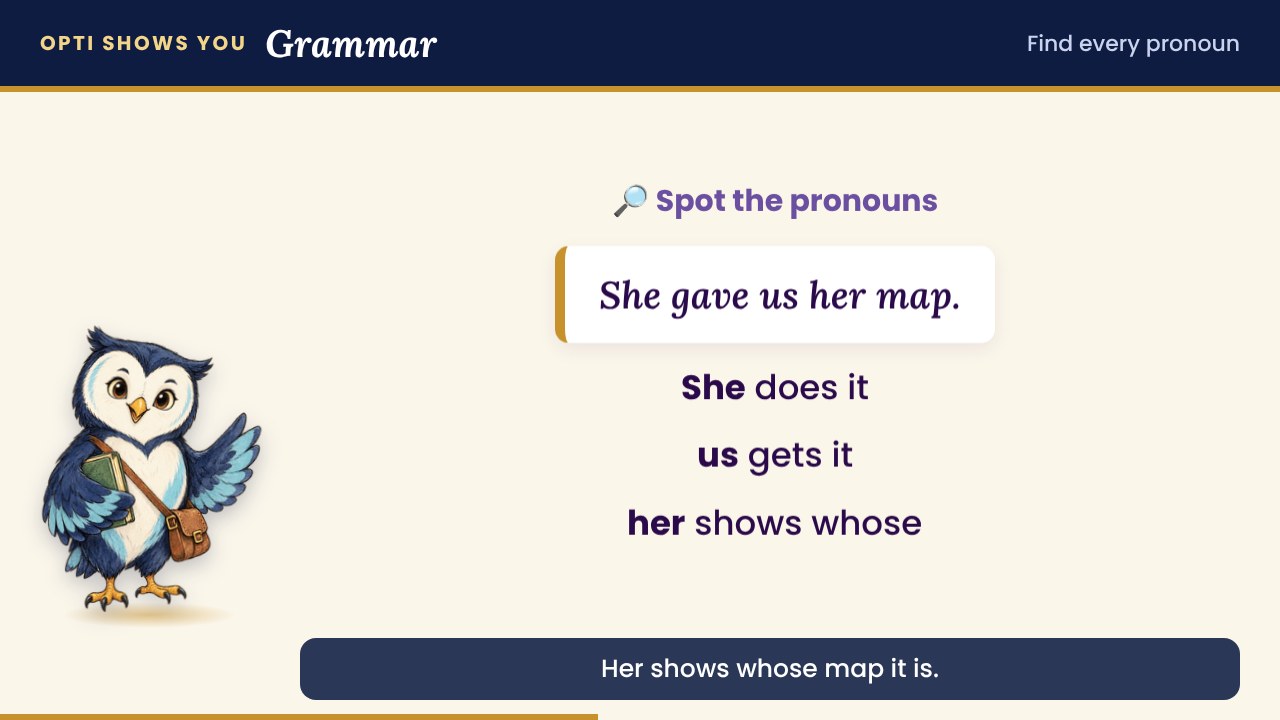 OPTI SHOWS YOU Grammar
Find every pronoun
🔎 Spot the pronouns
She gave us her map.
She does it
us gets it
her shows whose
Her shows whose map it is.